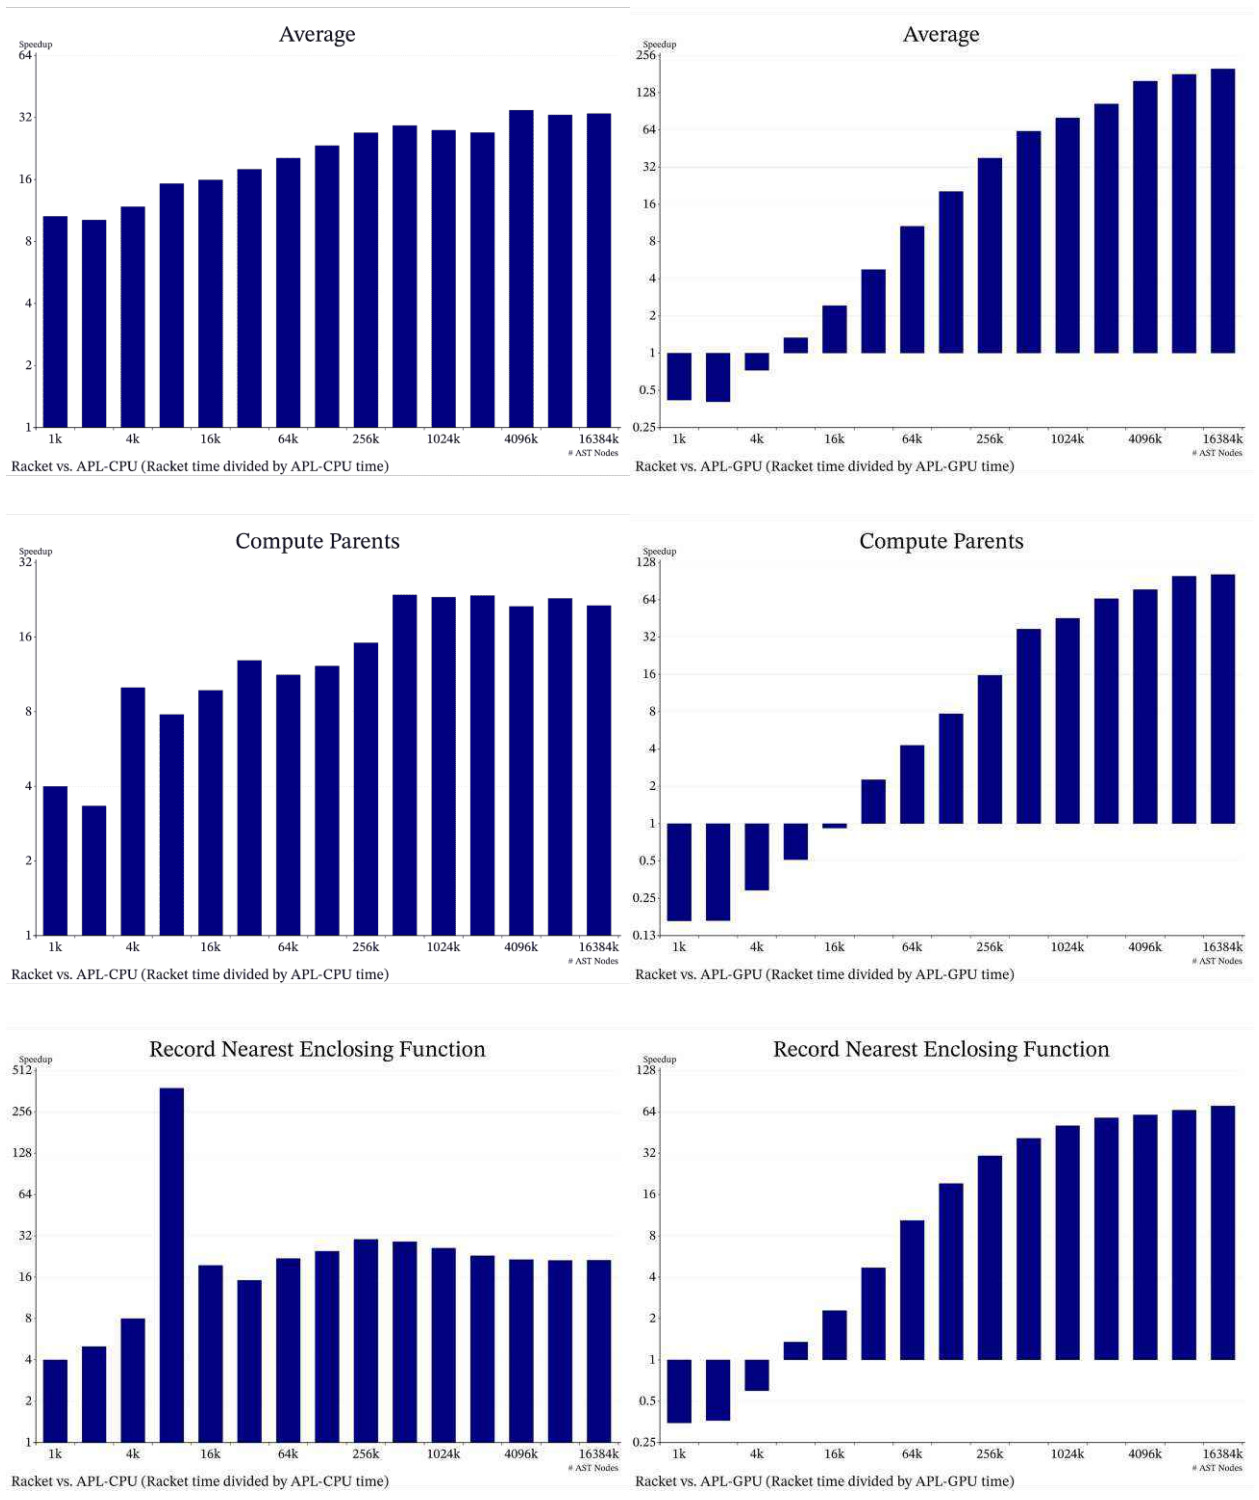 Average
Speedup
64
32
16
8
4
2
1
1k 4k 16k 64k 256k 1024k 4096k 16384k
# AST Nodes
Racket vs. APL-CPU (Racket time divided by APL-CPU time)
Average
Speedup
256
128
64
32
16
8
4
2
1
0.5
0.25
1k 4k 16k 64k 256k 1024k 4096k 16384k
# AST Nodes
Racket vs. APL-GPU (Racket time divided by APL-GPU time)
Compute Parents
Speedup
32
16
8
4
2
1
1k 4k 16k 64k 256k 1024k 4096k 16384k
# AST Nodes
Racket vs. APL-CPU (Racket time divided by APL-CPU time)
Compute Parents
Speedup
128
64
32
16
8
4
2
1
0.5
0.25
0.13
1k 4k 16k 64k 256k 1024k 4096k 16384k
# AST Nodes
Racket vs. APL-GPU (Racket time divided by APL-GPU time)
Record Nearest Enclosing Function
Speedup
512
256
128
64
32
16
8
4
2
1
1k 4k 16k 64k 256k 1024k 4096k 16384k
# AST Nodes
Racket vs. APL-CPU (Racket time divided by APL-CPU time)
Record Nearest Enclosing Function
Speedup
128
64
32
16
8
4
2
1
0.5
0.25
1k 4k 16k 64k 256k 1024k 4096k 16384k
# AST Nodes
Racket vs. APL-GPU (Racket time divided by APL-GPU time)